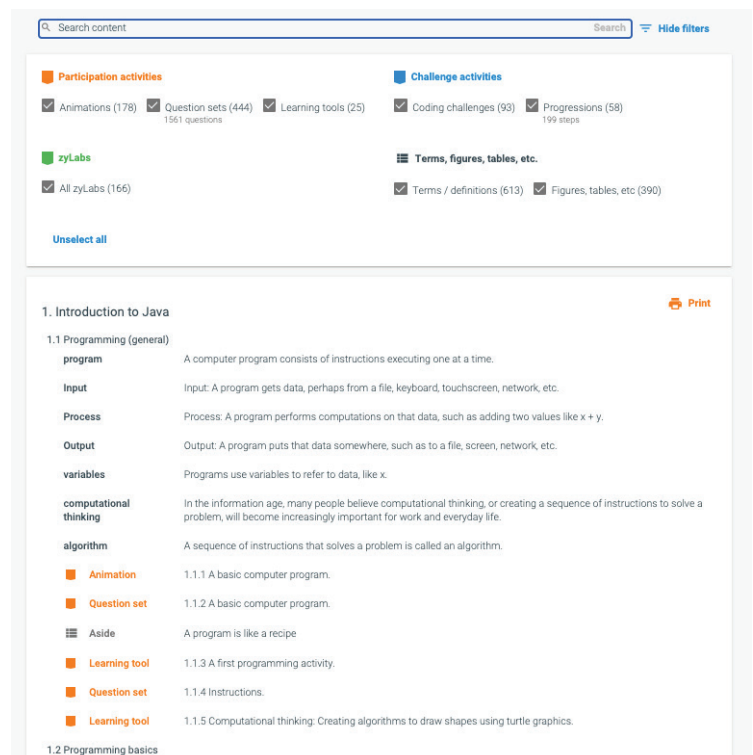 Search content Search Hide filters
Participation activities
Animations (178) Question sets (444) Learning tools (25)
1561 questions
Challenge activities
Coding challenges (93) Progressions (58)
199 steps
zyLabs
All zyLabs (166)
Terms, figures, tables, etc.
Terms / definitions (613) Figures, tables, etc (390)
Unselect all
Print
1. Introduction to Java
1.1 Programming (general)
program A computer program consists of instructions executing one at a time.
Input Input: A program gets data, perhaps from a file, keyboard, touchscreen, network, etc.
Process Process: A program performs computations on that data, such as adding two values like x + y.
Output Output: A program puts that data somewhere, such as to a file, screen, network, etc.
variables Programs use variables to refer to data, like x.
computational thinking In the information age, many people believe computational thinking, or creating a sequence of instructions to solve a
problem, will become increasingly important for work and everyday life.
algorithm A sequence of instructions that solves a problem is called an algorithm.
Animation 1.1.1 A basic computer program.
Question set 1.1.2 A basic computer program.
Aside A program is like a recipe
Learning tool 1.1.3 A first programming activity.
Question set 1.1.4 Instructions.
Learning tool 1.1.5 Computational thinking: Creating algorithms to draw shapes using turtle graphics.
1.2 Programming basics